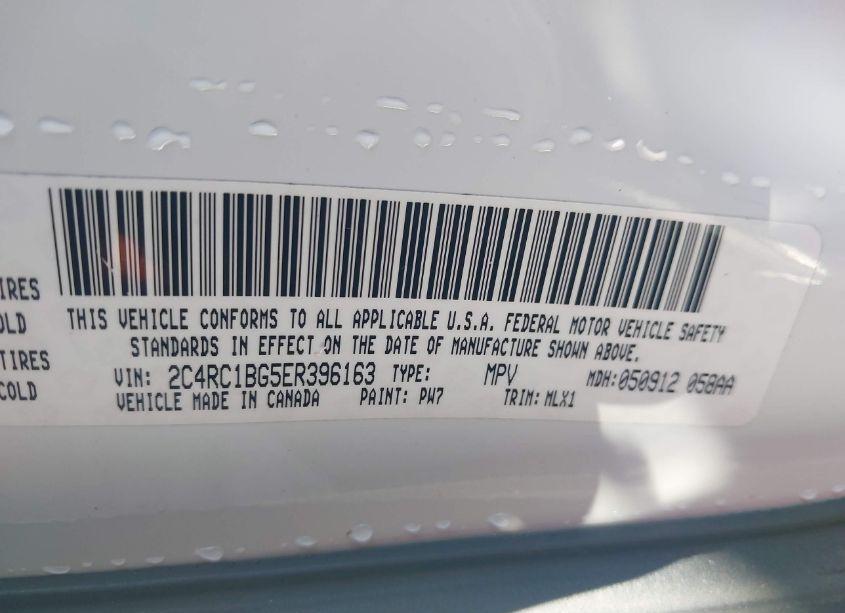 IRES
OLD
TIRES
COLD
THIS VEHICLE CONFORMS TO ALL APPLICABLE U.S.A. FEDERAL MOTOR VEHICLE SAFETY
STANDARDS IN EFFECT ON THE DATE OF MANUFACTURE SHOWN ABOVE.
VIN: 2C4RC1BG5ER396163 TYPE: MPV MDH:050912 058AA
VEHICLE MADE IN CANADA PAINT: PW7 TRIM: MLX1